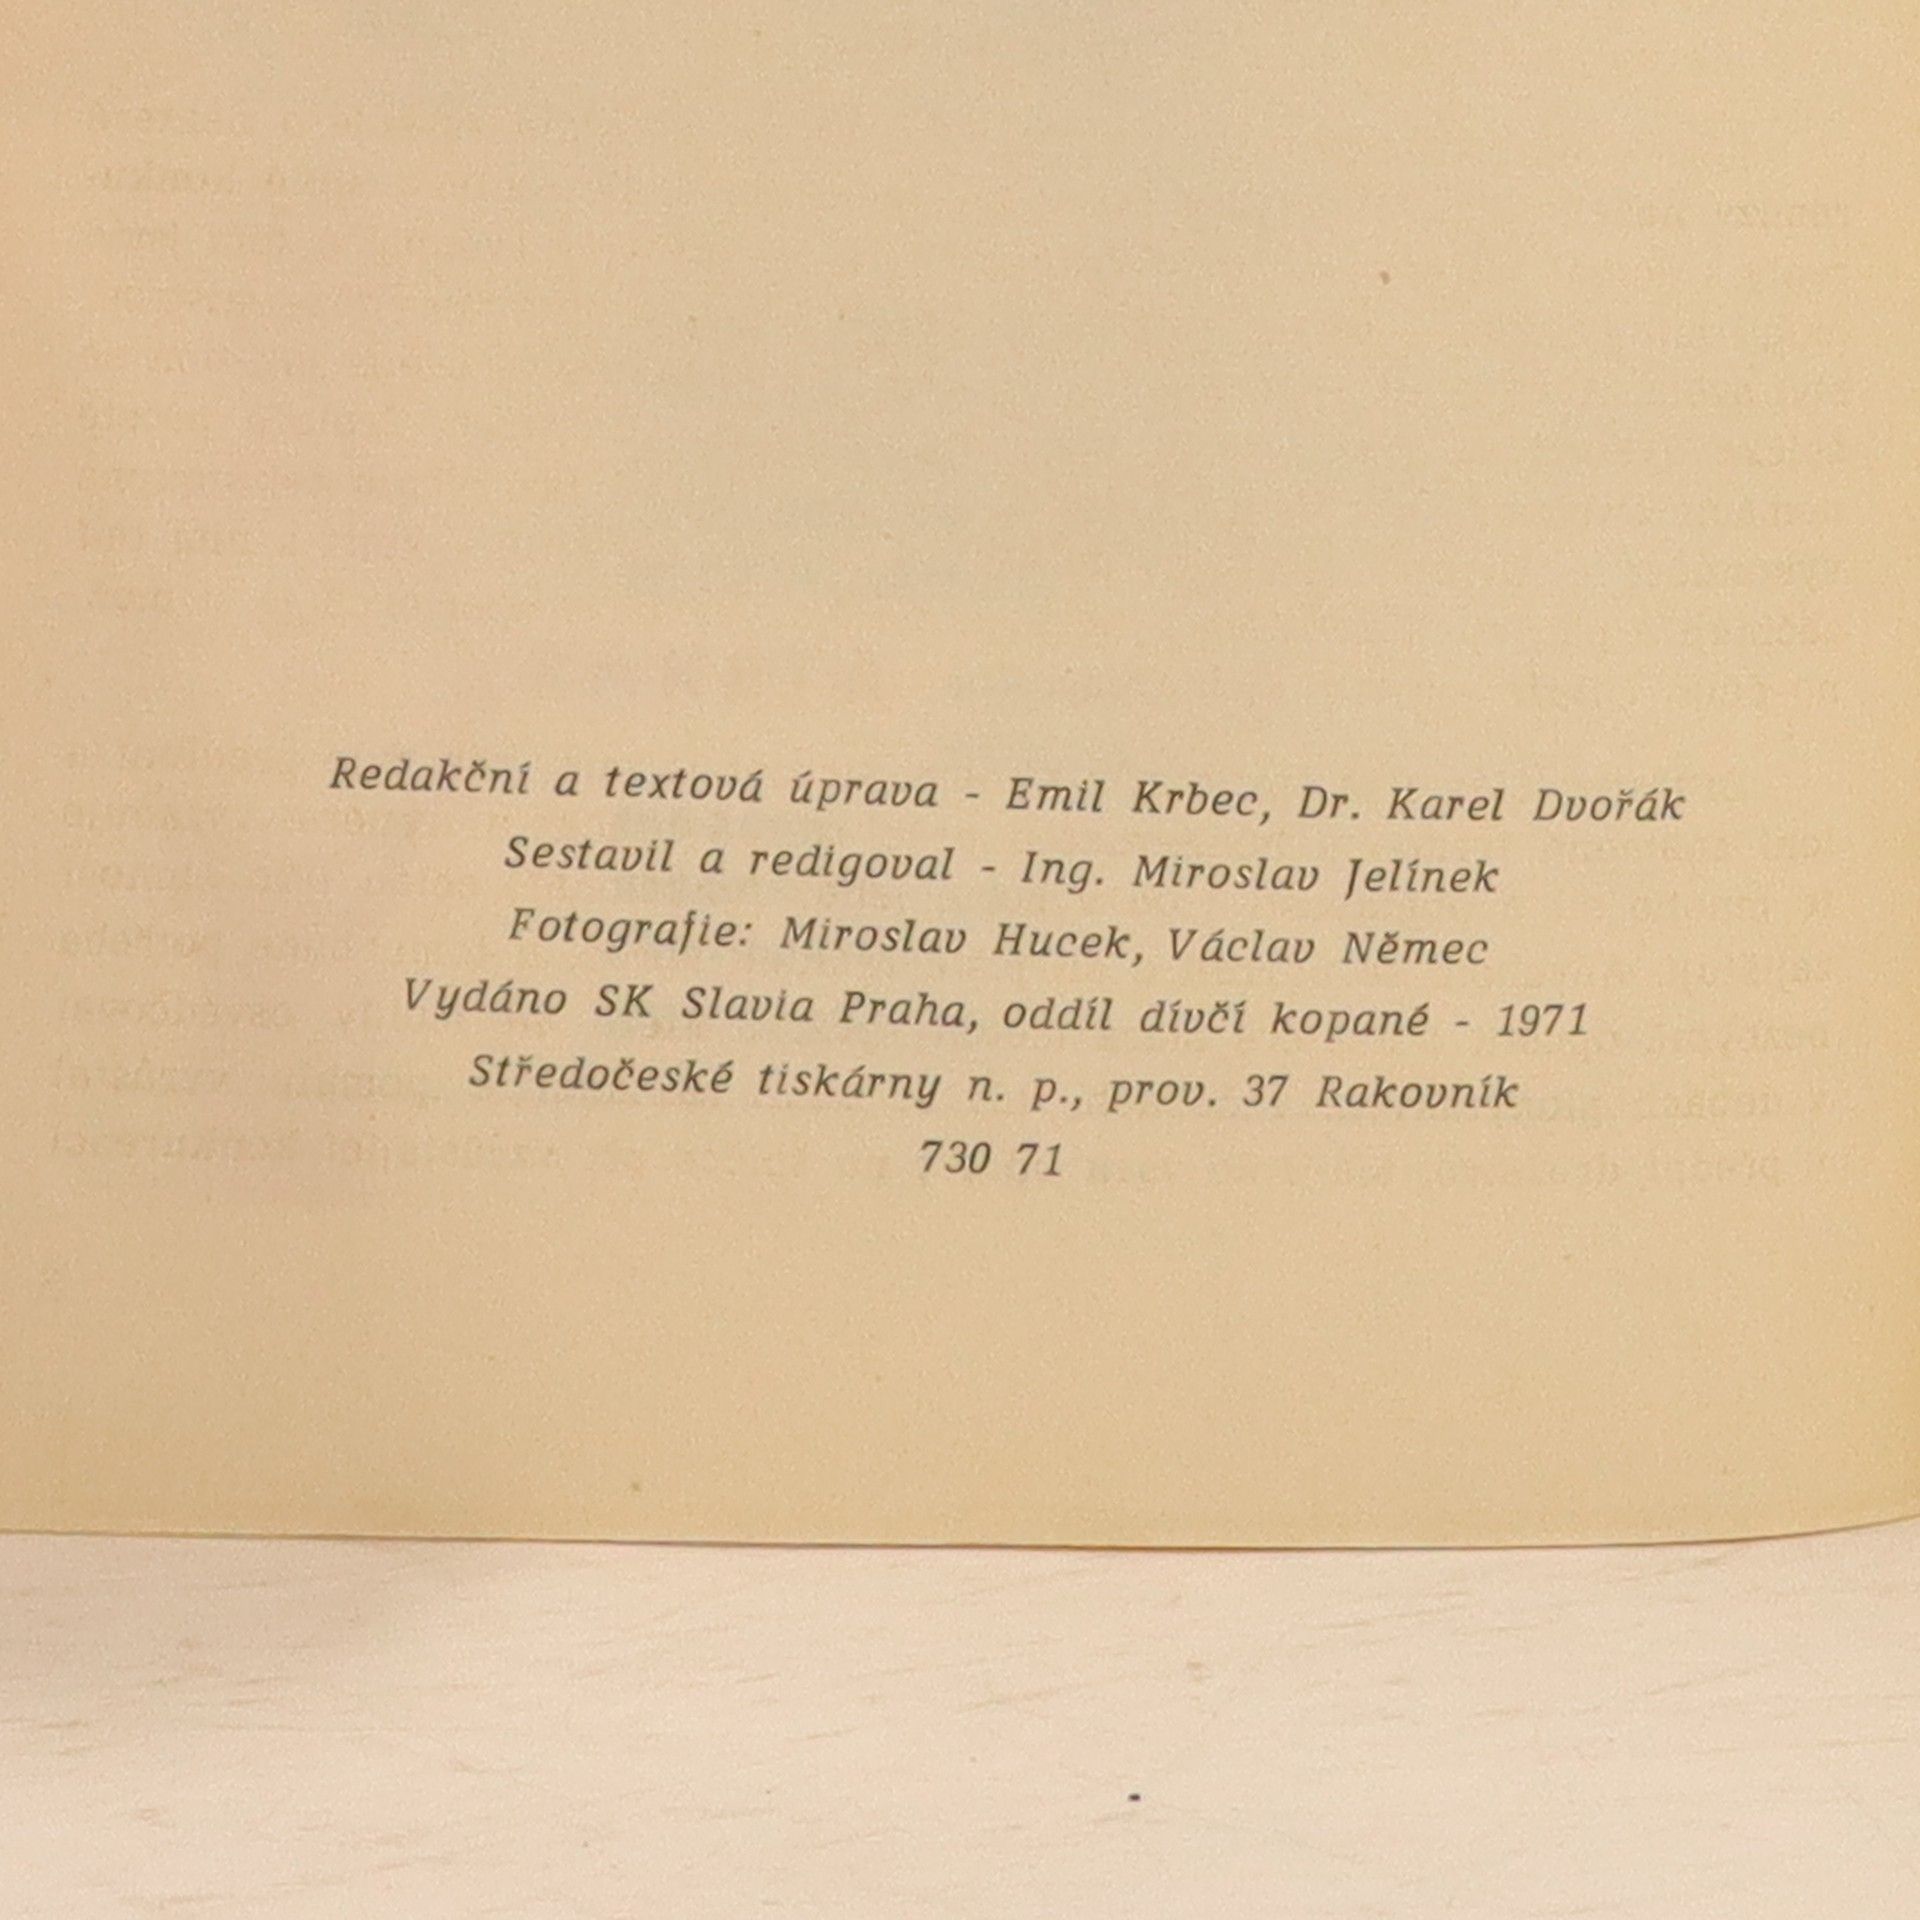 Redakční a textová úprava - Emil Krbec, Dr. Karel Dvořák
Sestavil a redigoval - Ing. Miroslav Jelínek
Fotografie: Miroslav Hucek, Václav Němec
Vydáno SK Slavia Praha, oddíl dívčí kopané - 1971
Středočeské tiskárny n. p., prov. 37 Rakovník
730 71